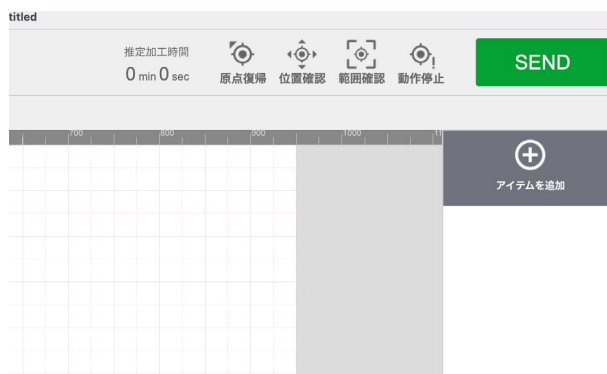 titled
推定加工時間
0 min 0 sec
原点復帰
位置確認
範囲確認
動作停止
SEND
700
800
900
1000
11
アイテムを追加